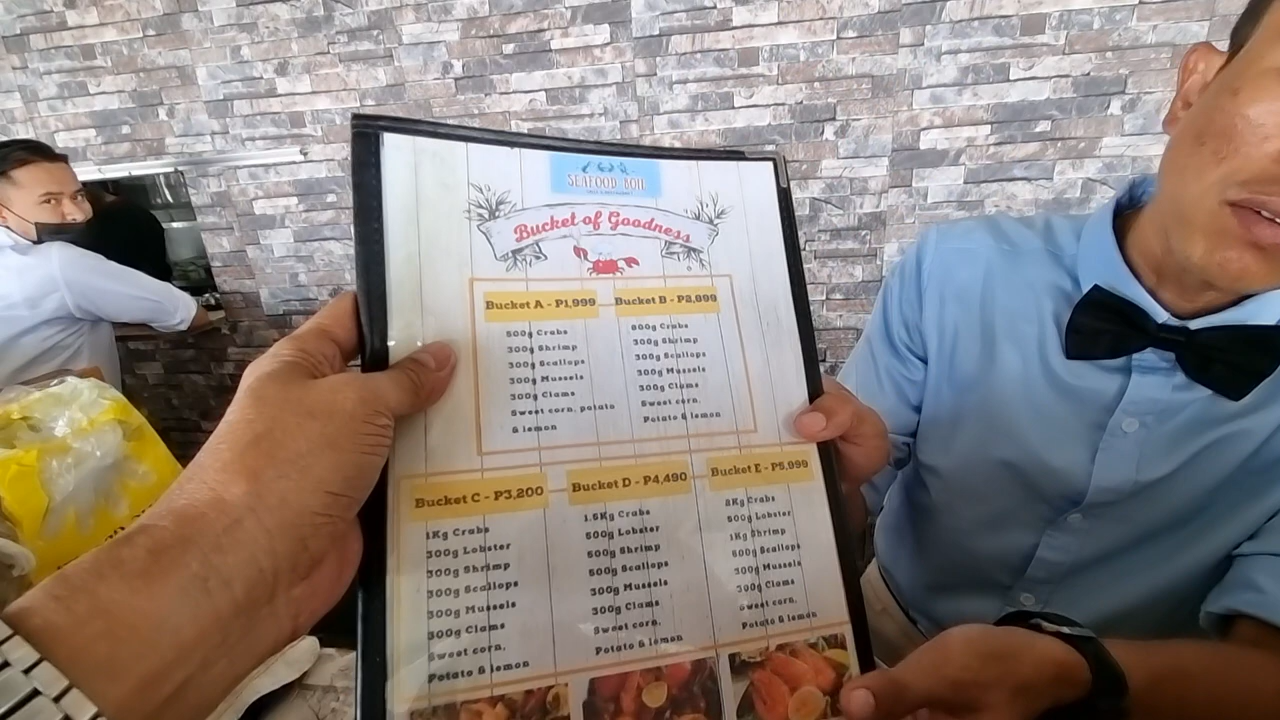 SEAFOOD BOIL
Bucket of Goodness
Bucket A - P1,999
500g Crabs
300g Shrimp
300g Scallops
300g Mussels
300g Clams
Sweet corn, potato
& lemon
Bucket B -
800g Crabs
300g Shrimp
300g Scallops
300g Mussels
300g Clams
Sweet corn,
Potato & lemon
Bucket C - P3,200
1Kg Crabs
300g Lobster
300g Shrimp
300g Scallops
300g Mussels
300g Clams
Sweet corn,
Potato & lemon
Bucket D - P4,490
1.5Kg Crabs
500g Lobster
500g Shrimp
500g Scallops
300g Mussels
300g Clams
Sweet corn,
Potato & lemon
Bucket E - P5,999
2Kg Crabs
500g Lobster
1Kg Shrimp
500g Scallops
300g Mussels
300g Clams
Sweet corn,
Potato & lemon